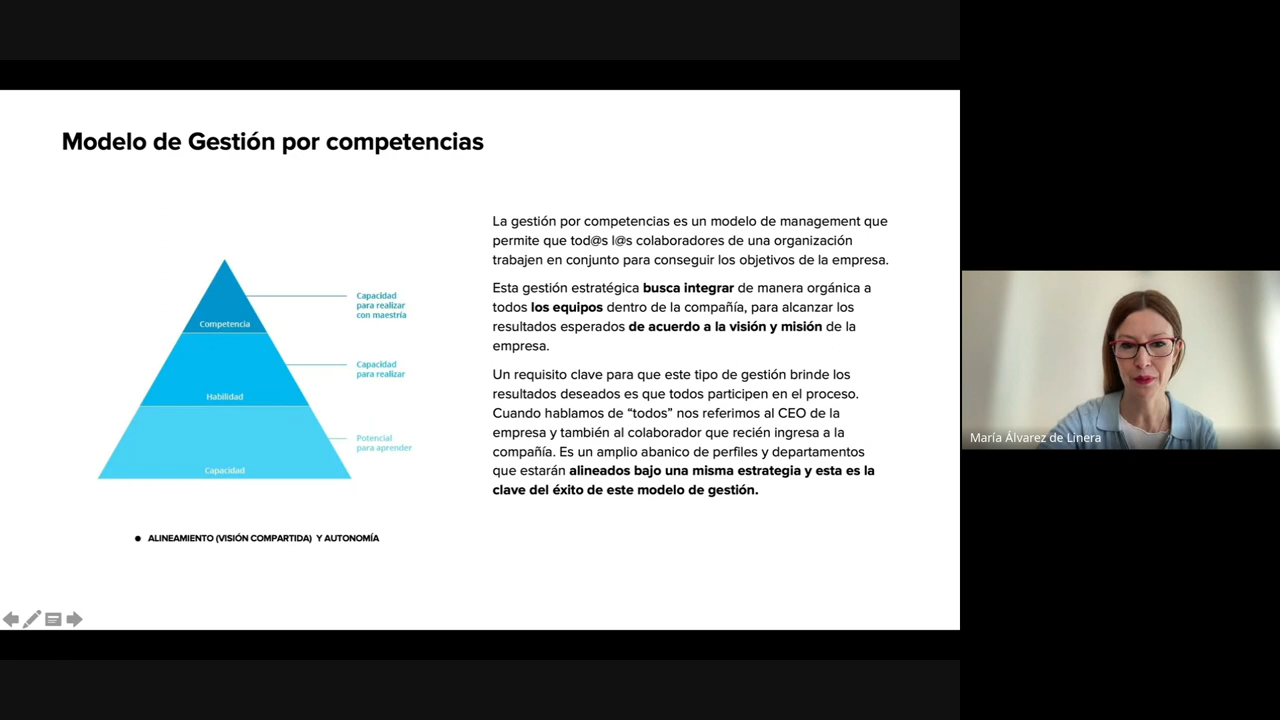 Modelo de Gestión por competencias
La gestión por competencias es un modelo de management que
permite que tod@s l@s colaboradores de una organización
trabajen en conjunto para conseguir los objetivos de la empresa.
Esta gestión estratégica busca integrar de manera orgánica a
todos los equipos dentro de la compañía, para alcanzar los
resultados esperados de acuerdo a la visión y misión de la
empresa.
Un requisito clave para que este tipo de gestión brinde los
resultados deseados es que todos participen en el proceso.
Cuando hablamos de “todos” nos referimos al CEO de la
empresa y también al colaborador que recién ingresa a la
compañía. Es un amplio abanico de perfiles y departamentos
que estarán alineados bajo una misma estrategia y esta es la
clave del éxito de este modelo de gestión.
Competencia
Capacidad
para realizar
con maestría
Habilidad
Capacidad
para realizar
Capacidad
Potencial
para aprender
● ALINEAMIENTO (VISIÓN COMPARTIDA) Y AUTONOMÍA
María Álvarez de Linera